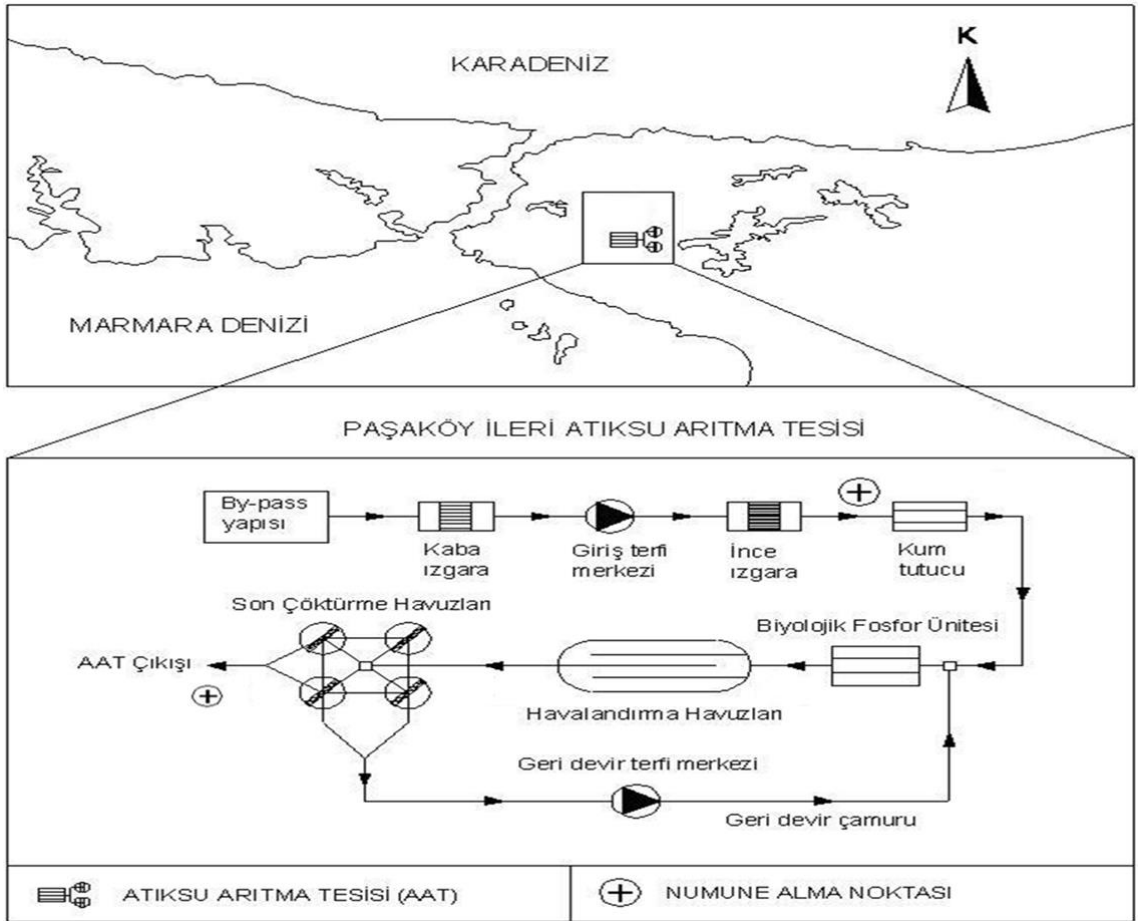 KARADENİZ
K
MARMARA DENİZİ
PAŞAKÖY İLERİ ATIKSU ARITMA TESİSİ
By-pass
yapısı
Kaba
ızgara
Giriş terfi
merkezi
İnce
ızgara
Kum
tutucu
Son Çöktürme Havuzları
Biyolojik Fosfor Ünitesi
AAT Çıkışı
Havalandırma Havuzları
Geri devir terfi merkezi
Geri devir çamuru
ATIKSU ARITMA TESİSİ (AAT)
NUMUNE ALMA NOKTASI